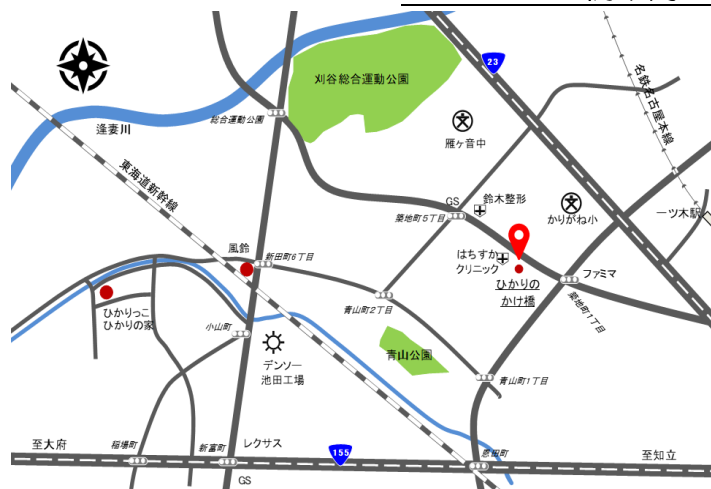 23
刈谷総合運動公園
名鉄名古屋本線
逢妻川
総合運動公園
雁ヶ音中
東海道新幹線
鈴木整形
GS
かりがね小
一ツ木駅
築地町5丁目
風鈴
新田町6丁目
はちすか
クリニック
ファミマ
ひかりの
かけ橋
築地町1丁目
ひかりっこ
ひかりの家
青山町2丁目
小山町
デンソー
池田工場
青山公園
青山町1丁目
至大府
稲場町
新富町
レクサス
155
恩田町
至知立
GS